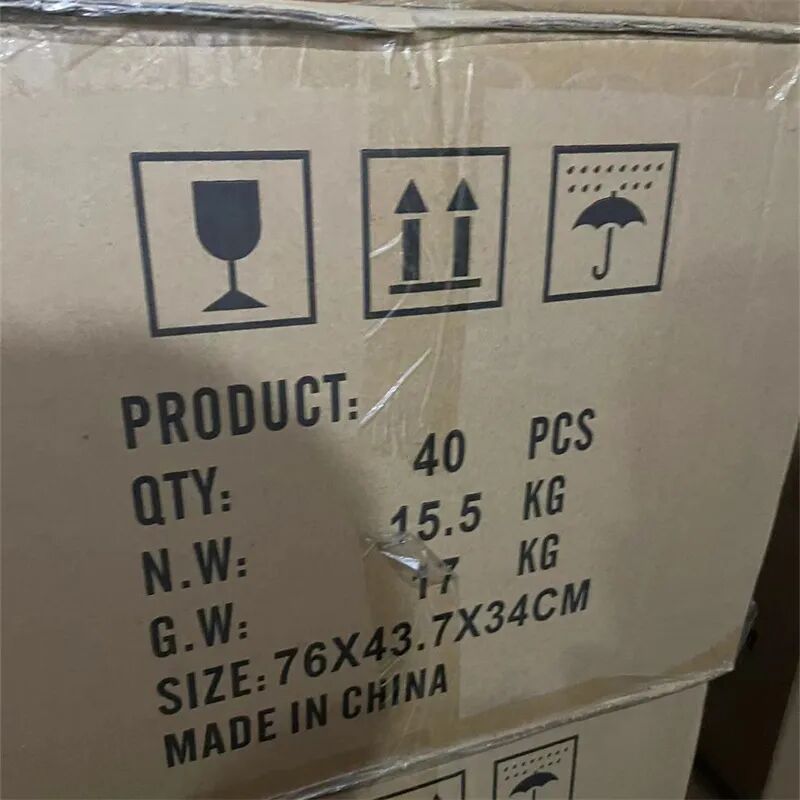 PRODUCT:
QTY: 40 PCS
N.W: 15.5 KG
G.W: 17 KG
SIZE: 76X43.7X34CM
MADE IN CHINA